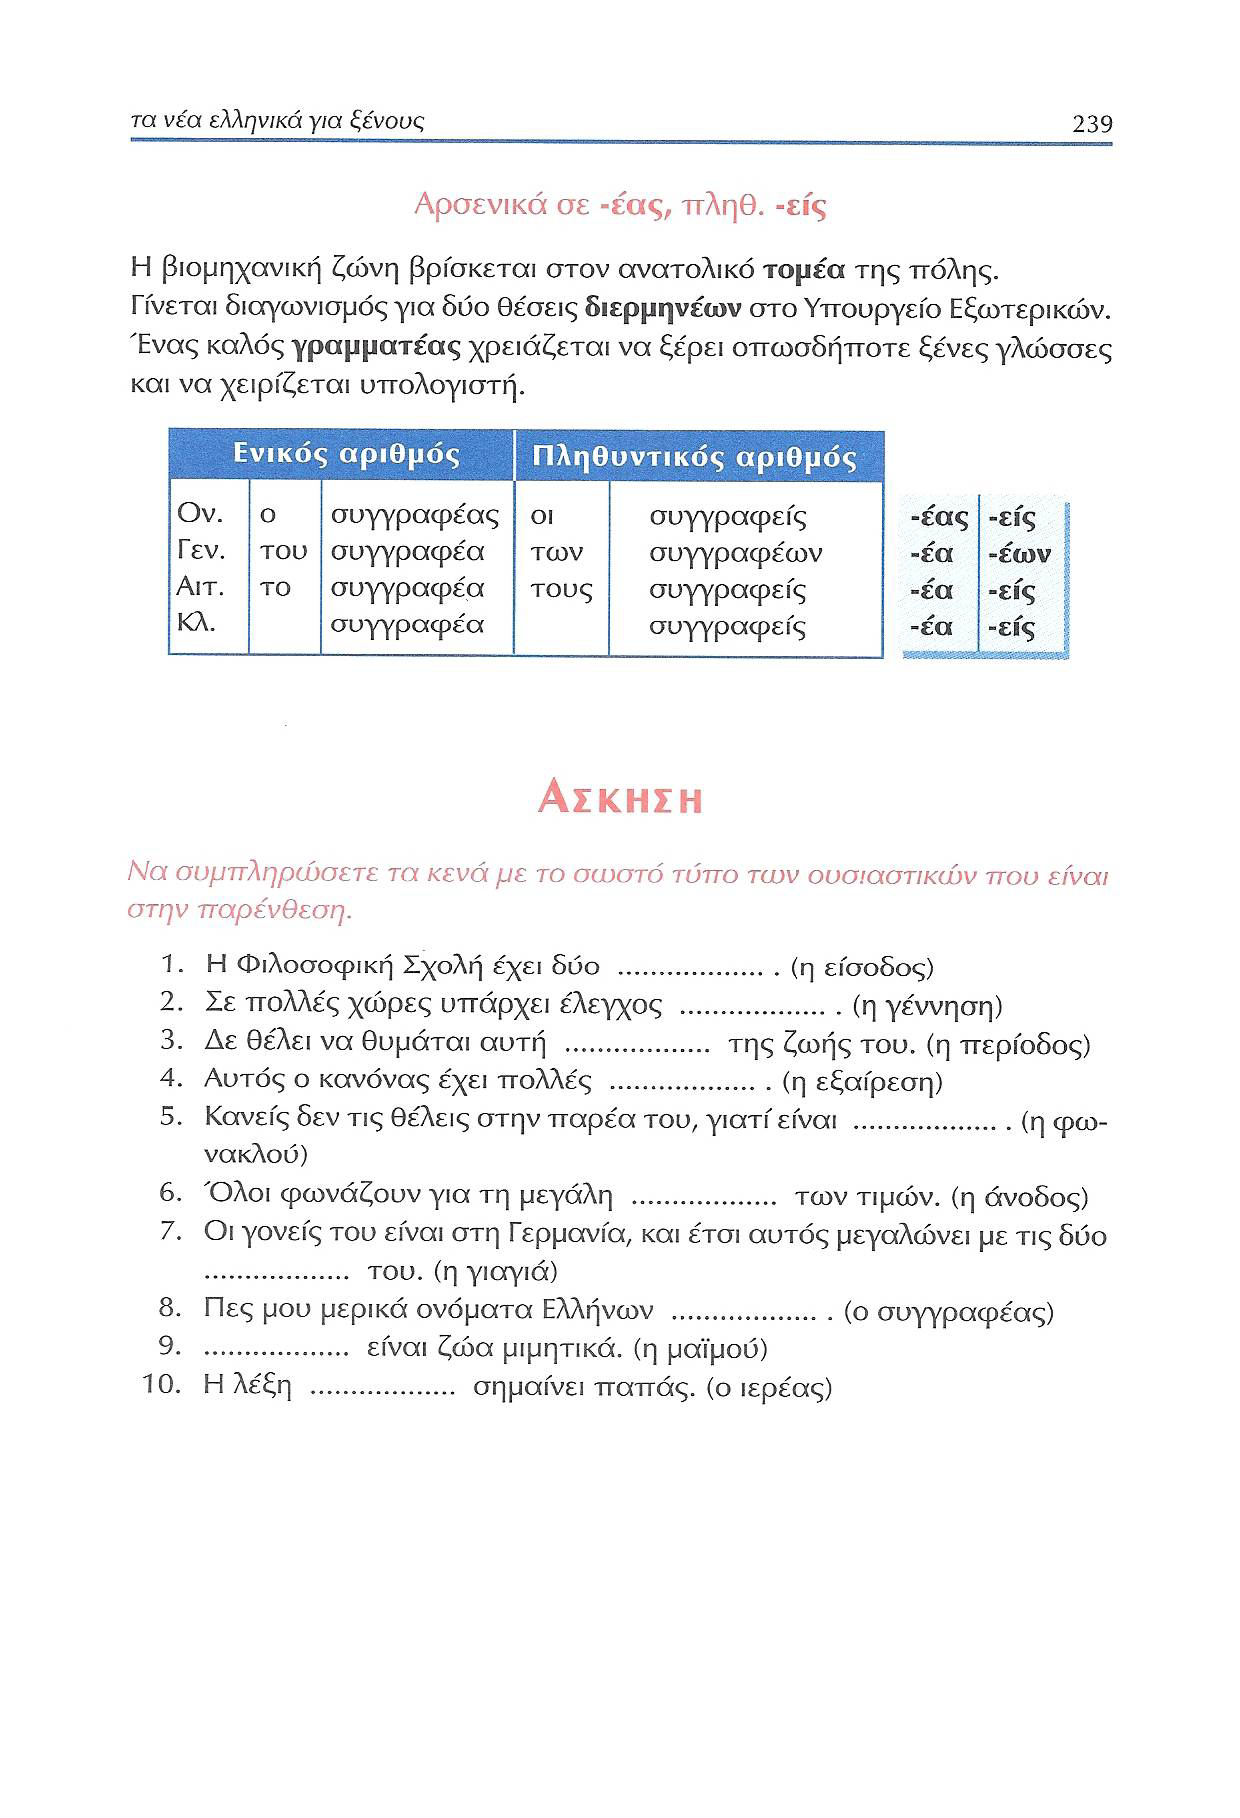 τα νέα ελληνικά για ξένους 239
Αρσενικά σε -έας, πληθ. -είς
Η βιομηχανική ζώνη βρίσκεται στον ανατολικό τομέα της πόλης.
Γίνεται διαγωνισμός για δύο θέσεις διερμηνέων στο Υπουργείο Εξωτερικών.
Ένας καλός γραμματέας χρειάζεται να ξέρει οπωσδήποτε ξένες γλώσσες
και να χειρίζεται υπολογιστή.
Ενικός αριθμός Πληθυντικός αριθμός
Ον. ο συγγραφέας οι συγγραφείς -έας -είς
Γεν. του συγγραφέα των συγγραφέων -έα -έων
Αιτ. το συγγραφέα τους συγγραφείς -έα -είς
Κλ. συγγραφέα συγγραφείς -έα -είς
ΑΣΚΗΣΗ
Να συμπληρώσετε τα κενά με το σωστό τύπο των ουσιαστικών που είναι
στην παρένθεση.
1. Η Φιλοσοφική Σχολή έχει δύο .................. . (η είσοδος)
2. Σε πολλές χώρες υπάρχει έλεγχος .................. . (η γέννηση)
3. Δε θέλει να θυμάται αυτή .................. της ζωής του. (η περίοδος)
4. Αυτός ο κανόνας έχει πολλές .................. . (η εξαίρεση)
5. Κανείς δεν τις θέλεις στην παρέα του, γιατί είναι .................. . (η φω-
νακλού)
6. Όλοι φωνάζουν για τη μεγάλη .................. των τιμών. (η άνοδος)
7. Οι γονείς του είναι στη Γερμανία, και έτσι αυτός μεγαλώνει με τις δύο
.................. του. (η γιαγιά)
8. Πες μου μερικά ονόματα Ελλήνων .................. . (ο συγγραφέας)
9. .................. είναι ζώα μιμητικά. (η μαϊμού)
10. Η λέξη .................. σημαίνει παπάς. (ο ιερέας)